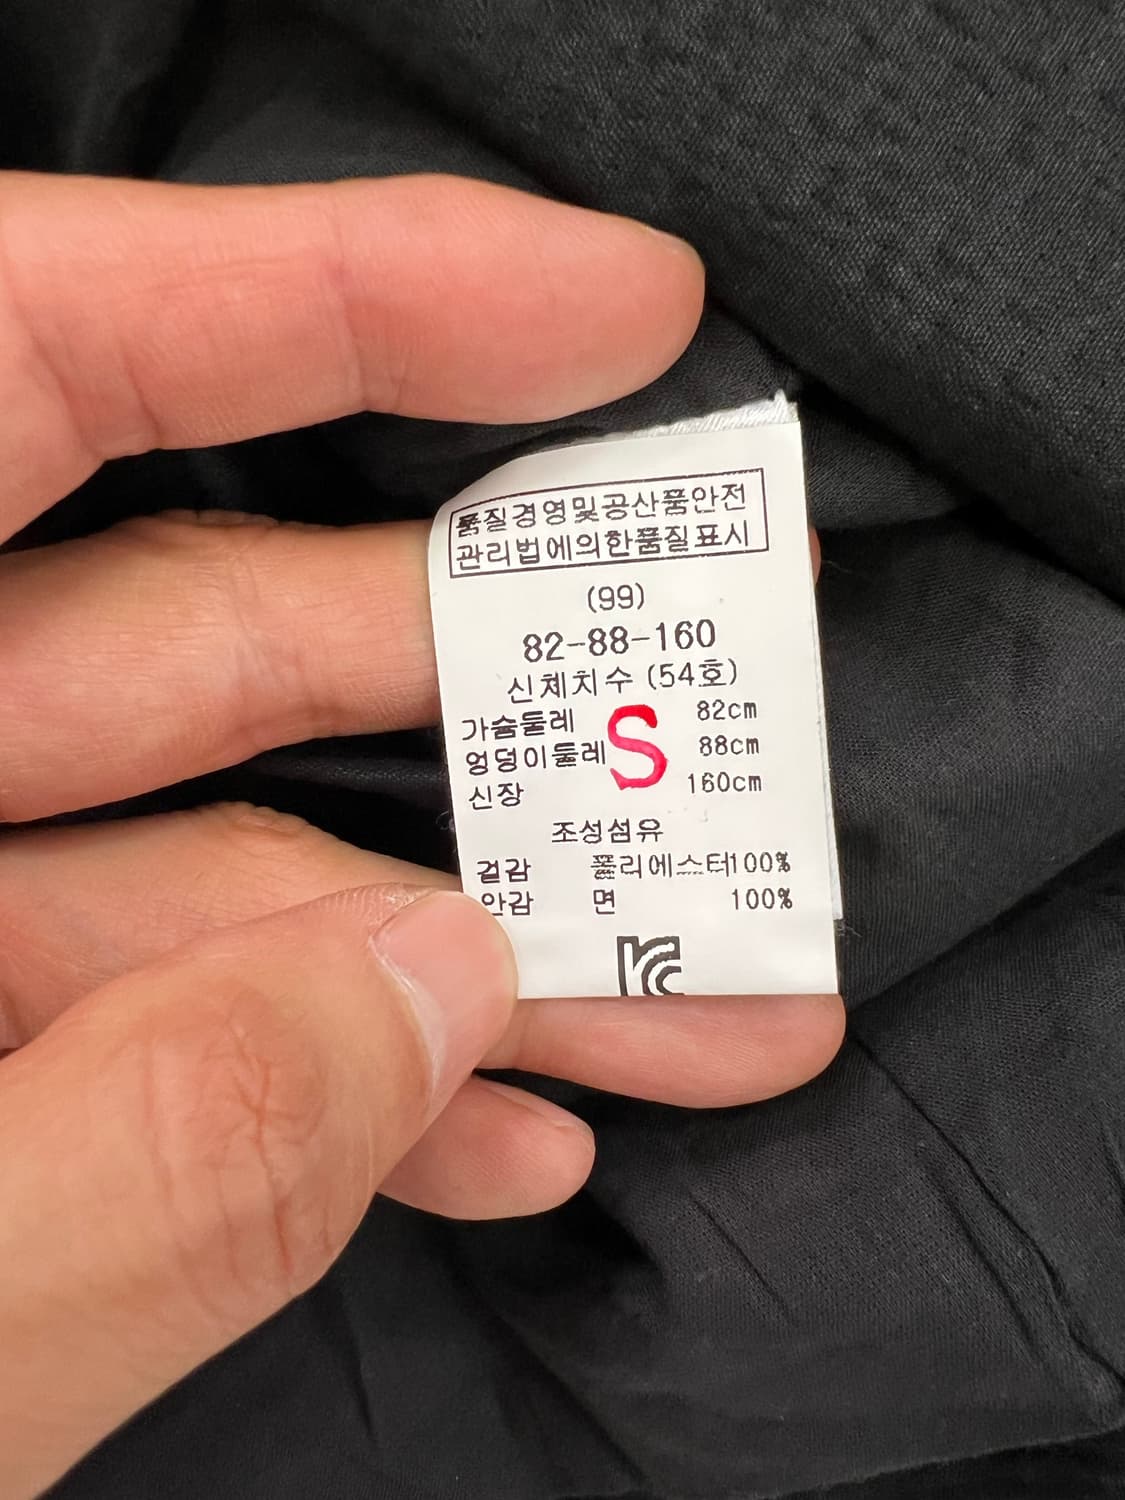 품질경영및공산품안전
관리법에의한품질표시
(99)
82-88-160
신체치수 (54호)
가슴둘레 82cm
엉덩이둘레 88cm
신장 160cm
S
조성섬유
겉감 폴리에스터100%
안감 면 100%